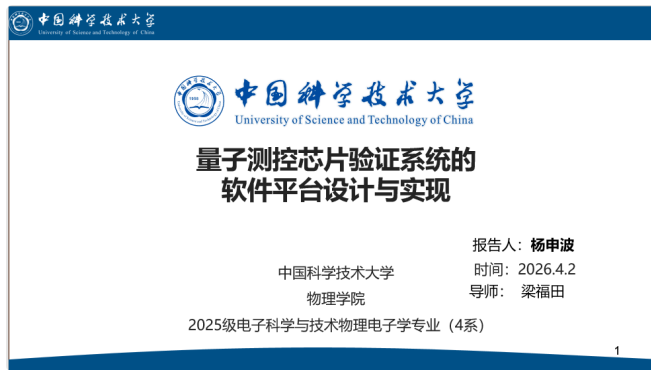 中国科学技术大学
University of Science and Technology of China
中国科学技术大学
University of Science and Technology of China
量子测控芯片验证系统的
软件平台设计与实现
报告人：杨申波
中国科学技术大学
时间：2026.4.2
物理学院
导师： 梁福田
2025级电子科学与技术物理电子学专业（4系）
1